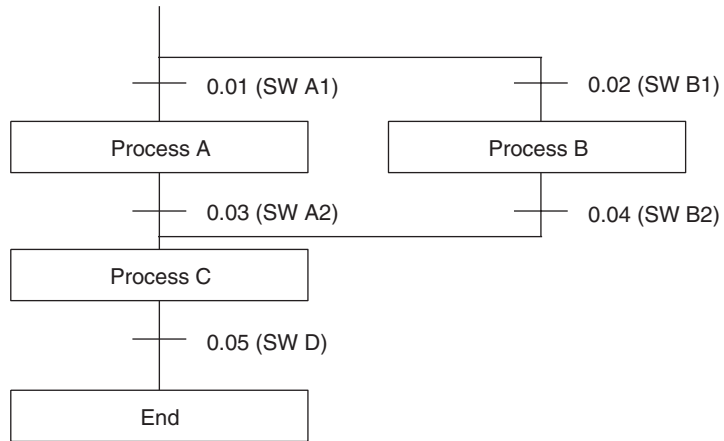 0.01 (SW A1)
0.02 (SW B1)
Process A
Process B
0.03 (SW A2)
0.04 (SW B2)
Process C
0.05 (SW D)
End